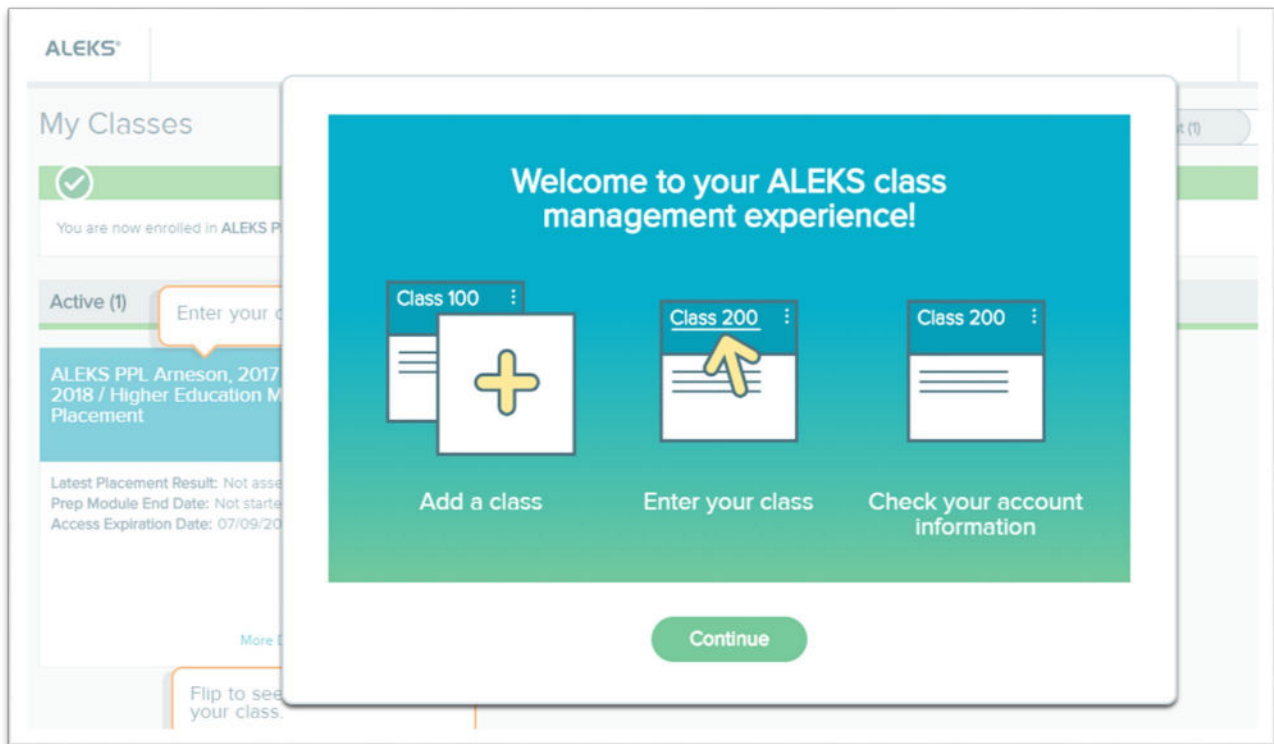 ALEKS®
My Classes
t (1)
You are now enrolled in ALEKS P
Active (1)
Enter your c
ALEKS PPL Arneson, 2017
2018 / Higher Education M
Placement
Latest Placement Result: Not asse
Prep Module End Date: Not starte
Access Expiration Date: 07/09/20
More D
Flip to see
your class.
Welcome to your ALEKS class
management experience!
Class 100
Class 200
Class 200
Add a class
Enter your class
Check your account
information
Continue